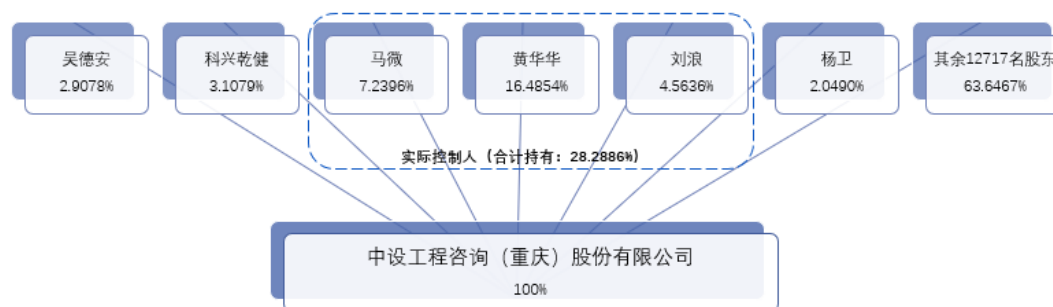 吴德安
2.9078%
科兴乾健
3.1079%
马微
7.2396%
黄华华
16.4854%
刘浪
4.5636%
杨卫
2.0490%
其余12717名股东
63.6467%
实际控制人（合计持有：28.2886%）
中设工程咨询（重庆）股份有限公司
100%